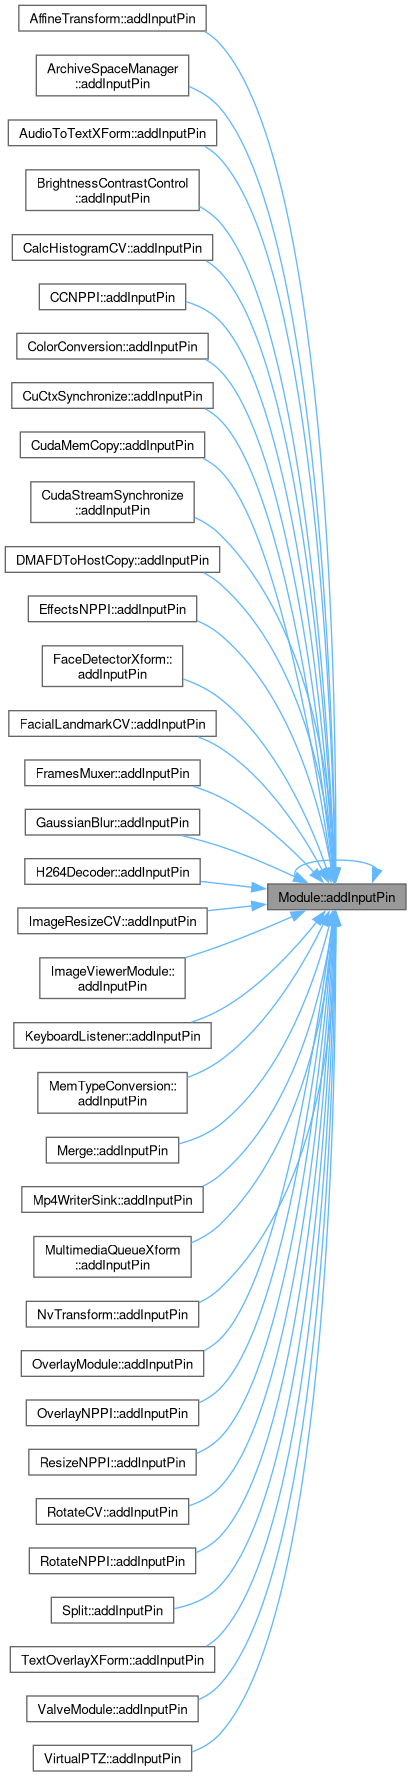 AffineTransform::addInputPin
ArchiveSpaceManager
::addInputPin
AudioToTextXForm::addInputPin
BrightnessContrastControl
::addInputPin
CalcHistogramCV::addInputPin
CCNPPI::addInputPin
ColorConversion::addInputPin
CuCtxSynchronize::addInputPin
CudaMemCopy::addInputPin
CudaStreamSynchronize
::addInputPin
DMAFDToHostCopy::addInputPin
EffectsNPPI::addInputPin
FaceDetectorXform::
addInputPin
FacialLandmarkCV::addInputPin
FramesMuxer::addInputPin
GaussianBlur::addInputPin
H264Decoder::addInputPin
Module::addInputPin
ImageResizeCV::addInputPin
ImageViewerModule::
addInputPin
KeyboardListener::addInputPin
MemTypeConversion::
addInputPin
Merge::addInputPin
Mp4WriterSink::addInputPin
MultimediaQueueXform
::addInputPin
NvTransform::addInputPin
OverlayModule::addInputPin
OverlayNPPI::addInputPin
ResizeNPPI::addInputPin
RotateCV::addInputPin
RotateNPPI::addInputPin
Split::addInputPin
TextOverlayXForm::addInputPin
ValveModule::addInputPin
VirtualPTZ::addInputPin